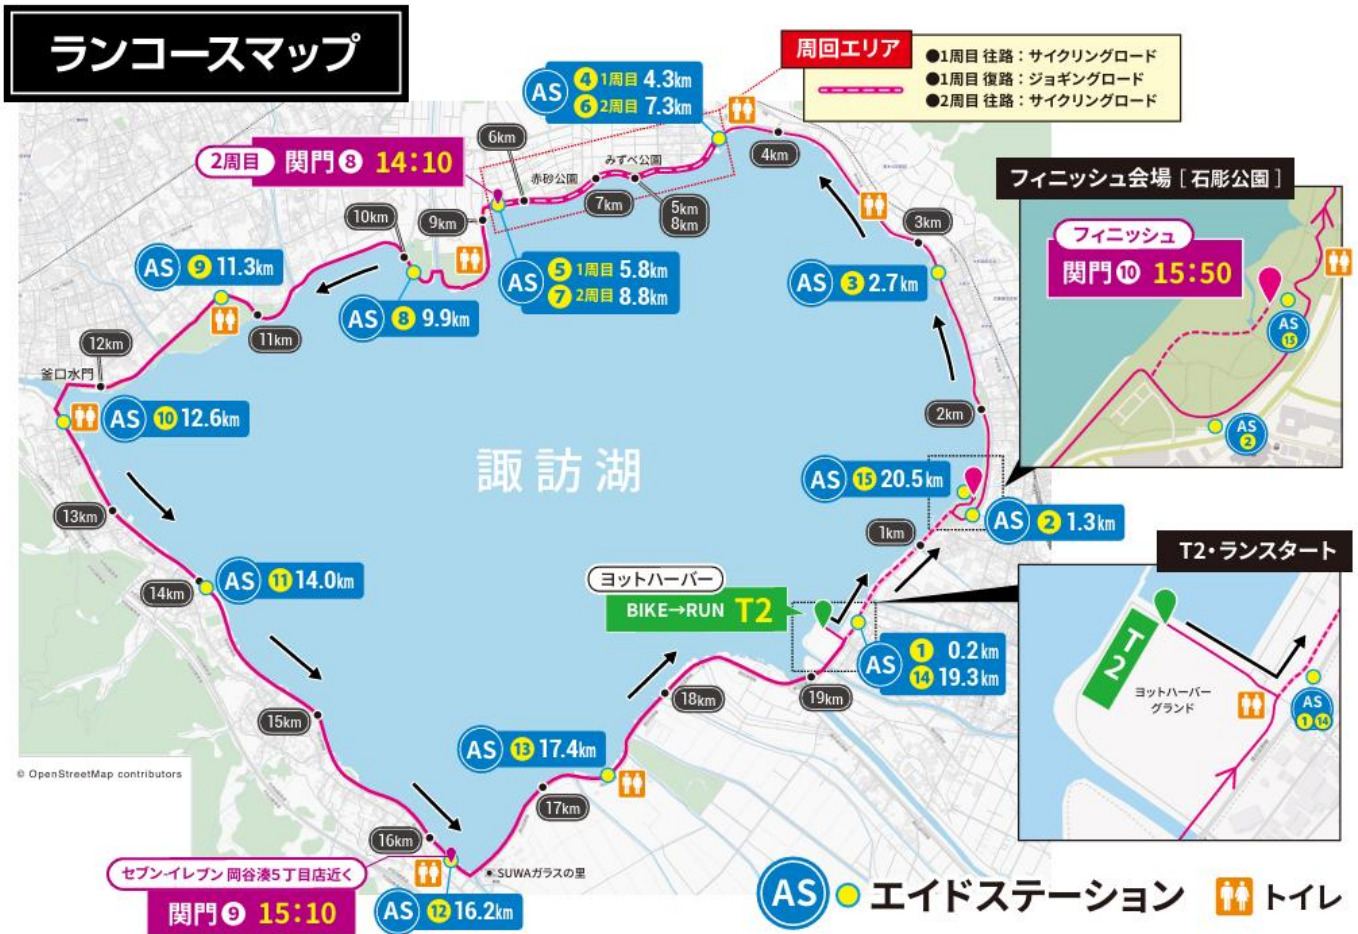 ランコースマップ
周回エリア
●1周目 往路：サイクリングロード
●1周目 復路：ジョギングロード
●2周目 往路：サイクリングロード
AS ④ 1周目 4.3km
⑥ 2周目 7.3km
2周目 関門❽ 14:10
6km
みずべ公園
赤砂公園
4km
7km
5km
8km
10km
9km
3km
フィニッシュ会場［石彫公園］
フィニッシュ
関門❿ 15:50
AS ⑮
AS ②
AS ⑨ 11.3km
AS ⑤ 1周目 5.8km
⑦ 2周目 8.8km
AS ③ 2.7km
AS ⑧ 9.9km
11km
12km
釜口水門
AS ⑩ 12.6km
2km
諏訪湖
AS ⑮ 20.5km
AS ② 1.3km
13km
1km
T2・ランスタート
T2
ヨットハーバー
グランド
AS
① ⑭
14km
AS ⑪ 14.0km
ヨットハーバー
BIKE→RUN T2
AS ① 0.2km
⑭ 19.3km
18km
19km
15km
AS ⑬ 17.4km
© OpenStreetMap contributors
17km
16km
セブン-イレブン 岡谷湊5丁目店近く
関門❾ 15:10
SUWAガラスの里
AS ⑫ 16.2km
AS エイドステーション
トイレ